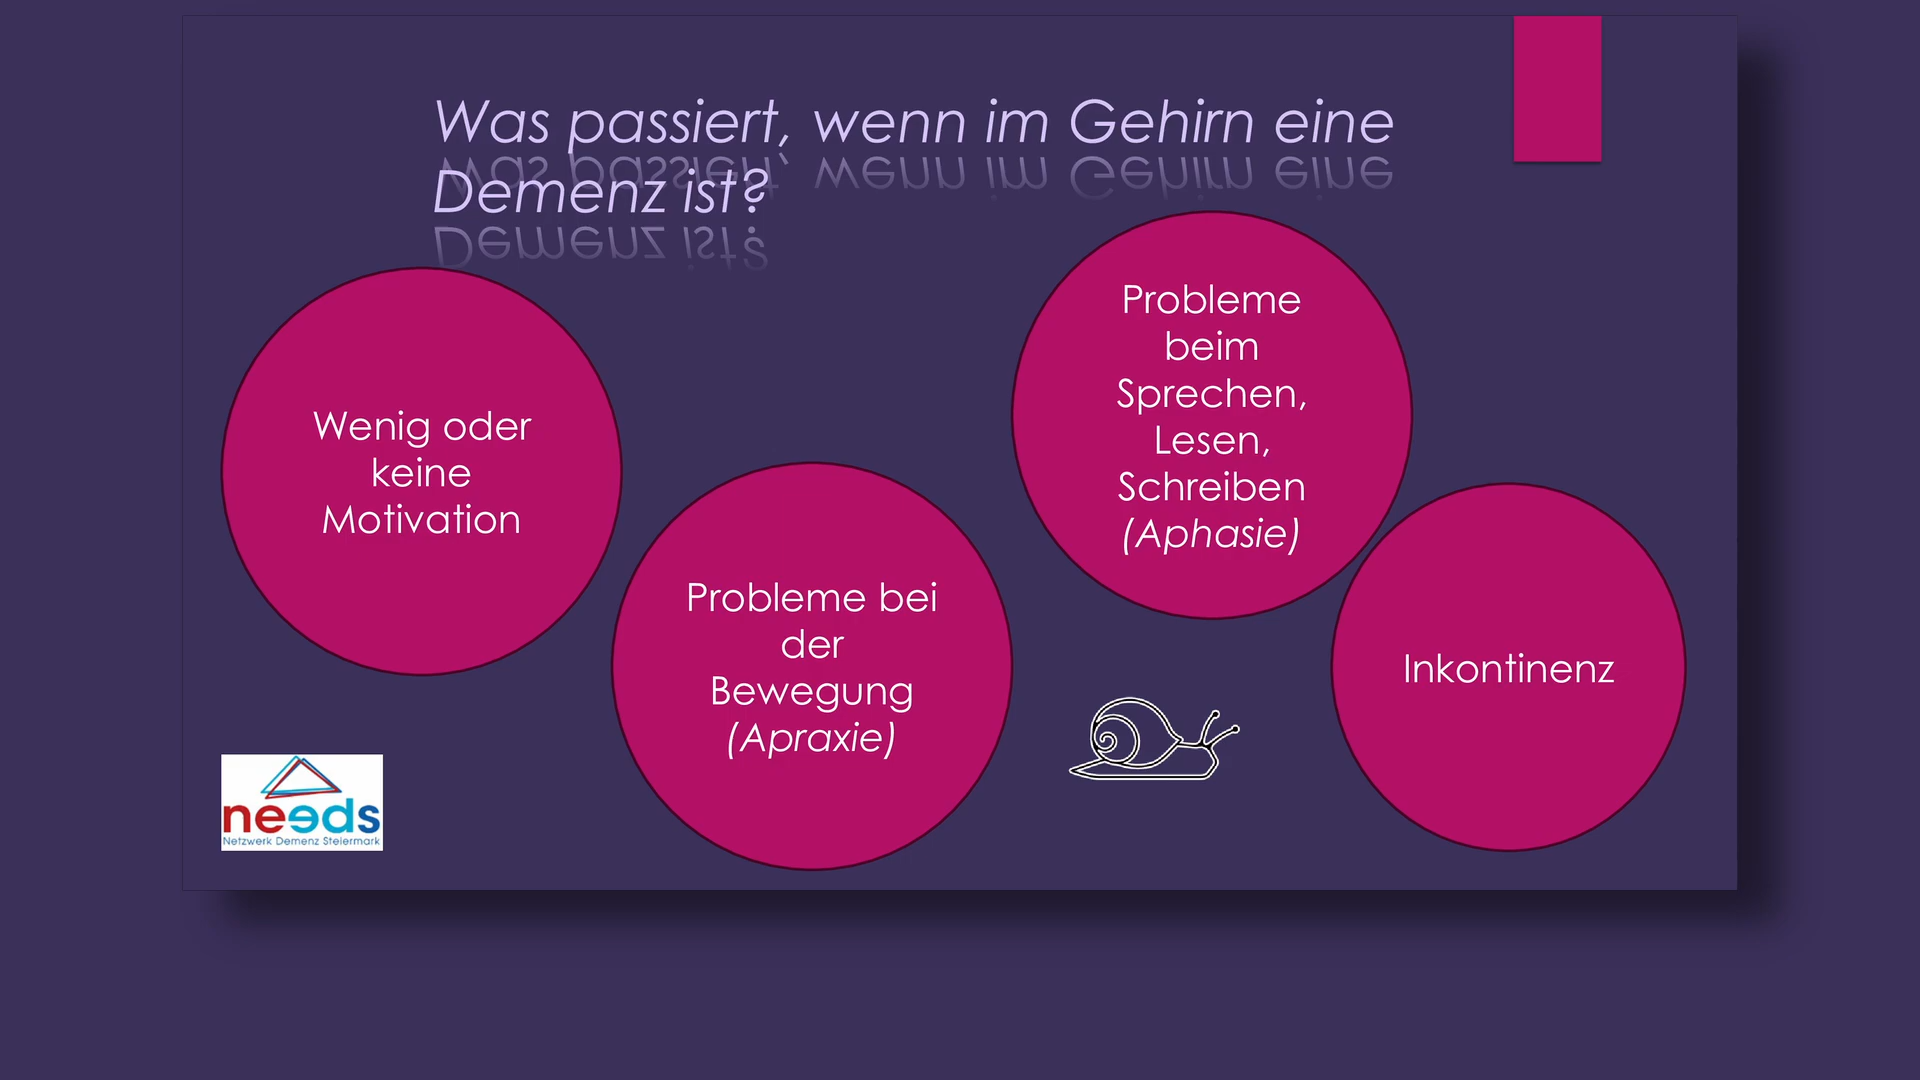 Was passiert, wenn im Gehirn eine
Demenz ist?
Wenig oder
keine
Motivation
Probleme bei
der
Bewegung
(Apraxie)
Probleme
beim
Sprechen,
Lesen,
Schreiben
(Aphasie)
Inkontinenz
needs
Netzwerk Demenz Steiermark